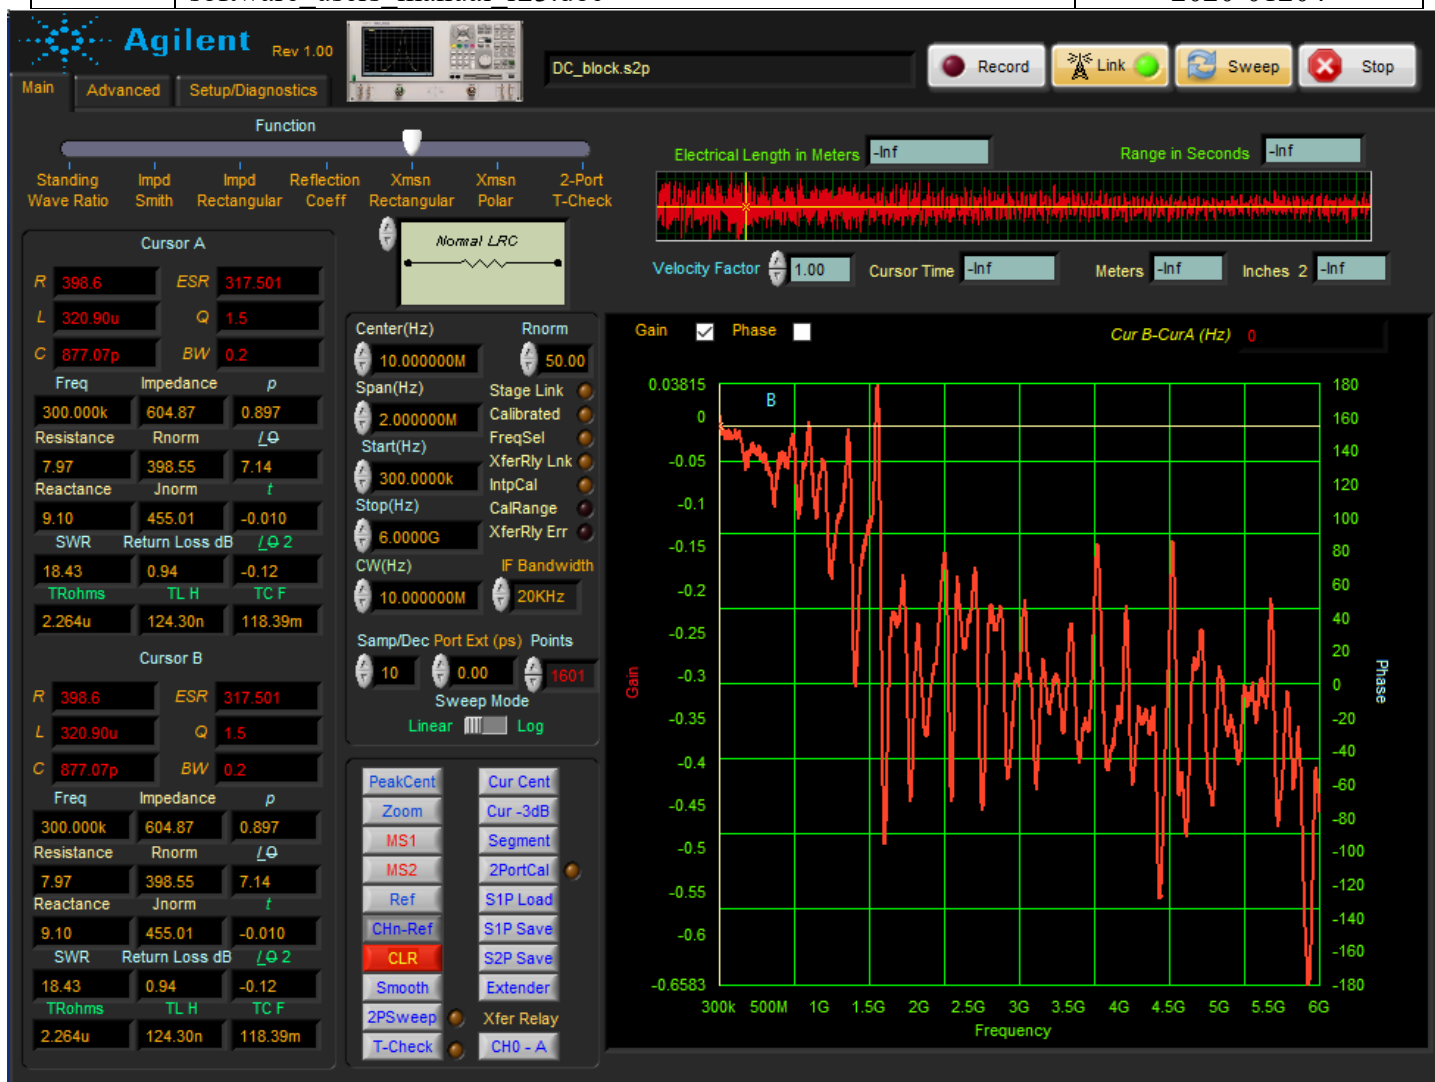 software_users_manual_123.doc 2020-01204
Agilent Rev 1.00
DC_block.s2p
Record Link Sweep Stop
Main Advanced Setup/Diagnostics
Function
Standing Wave Ratio
Impd Smith
Impd Rectangular
Reflection Coeff
Xmsn Rectangular
Xmsn Polar
2-Port T-Check
Electrical Length in Meters -Inf Range in Seconds -Inf
Velocity Factor 1.00 Cursor Time -Inf Meters -Inf Inches 2 -Inf
Normal LRC
Cursor A
R 398.6 ESR 317.501
L 320.90u Q 1.5
C 877.07p BW 0.2
Freq Impedance p
300.000k 604.87 0.897
Resistance Rnorm /Θ
7.97 398.55 7.14
Reactance Jnorm t
9.10 455.01 -0.010
SWR Return Loss dB /Θ 2
18.43 0.94 -0.12
TRohms TL H TC F
2.264u 124.30n 118.39m
Cursor B
R 398.6 ESR 317.501
L 320.90u Q 1.5
C 877.07p BW 0.2
Freq Impedance p
300.000k 604.87 0.897
Resistance Rnorm /Θ
7.97 398.55 7.14
Reactance Jnorm t
9.10 455.01 -0.010
SWR Return Loss dB /Θ 2
18.43 0.94 -0.12
TRohms TL H TC F
2.264u 124.30n 118.39m
Center(Hz) Rnorm
10.000000M 50.00
Span(Hz) Stage Link
2.000000M Calibrated
Start(Hz) FreqSel
300.0000k XferRly Lnk
IntpCal
Stop(Hz) CalRange
6.0000G XferRly Err
CW(Hz) IF Bandwidth
10.000000M 20KHz
Samp/Dec Port Ext (ps) Points
10 0.00 1601
Sweep Mode
Linear Log
PeakCent Cur Cent
Zoom Cur -3dB
MS1 Segment
MS2 2PortCal
Ref S1P Load
CHn-Ref S1P Save
CLR S2P Save
Smooth Extender
2PSweep Xfer Relay
T-Check CH0 - A
Gain Phase Cur B-CurA (Hz) 0
B
Gain
0.03815
0
-0.05
-0.1
-0.15
-0.2
-0.25
-0.3
-0.35
-0.4
-0.45
-0.5
-0.55
-0.6
-0.6583
180
160
140
120
100
80
60
40
20
0
-20
-40
-60
-80
-100
-120
-140
-160
-180
Phase
300k 500M 1G 1.5G 2G 2.5G 3G 3.5G 4G 4.5G 5G 5.5G 6G
Frequency